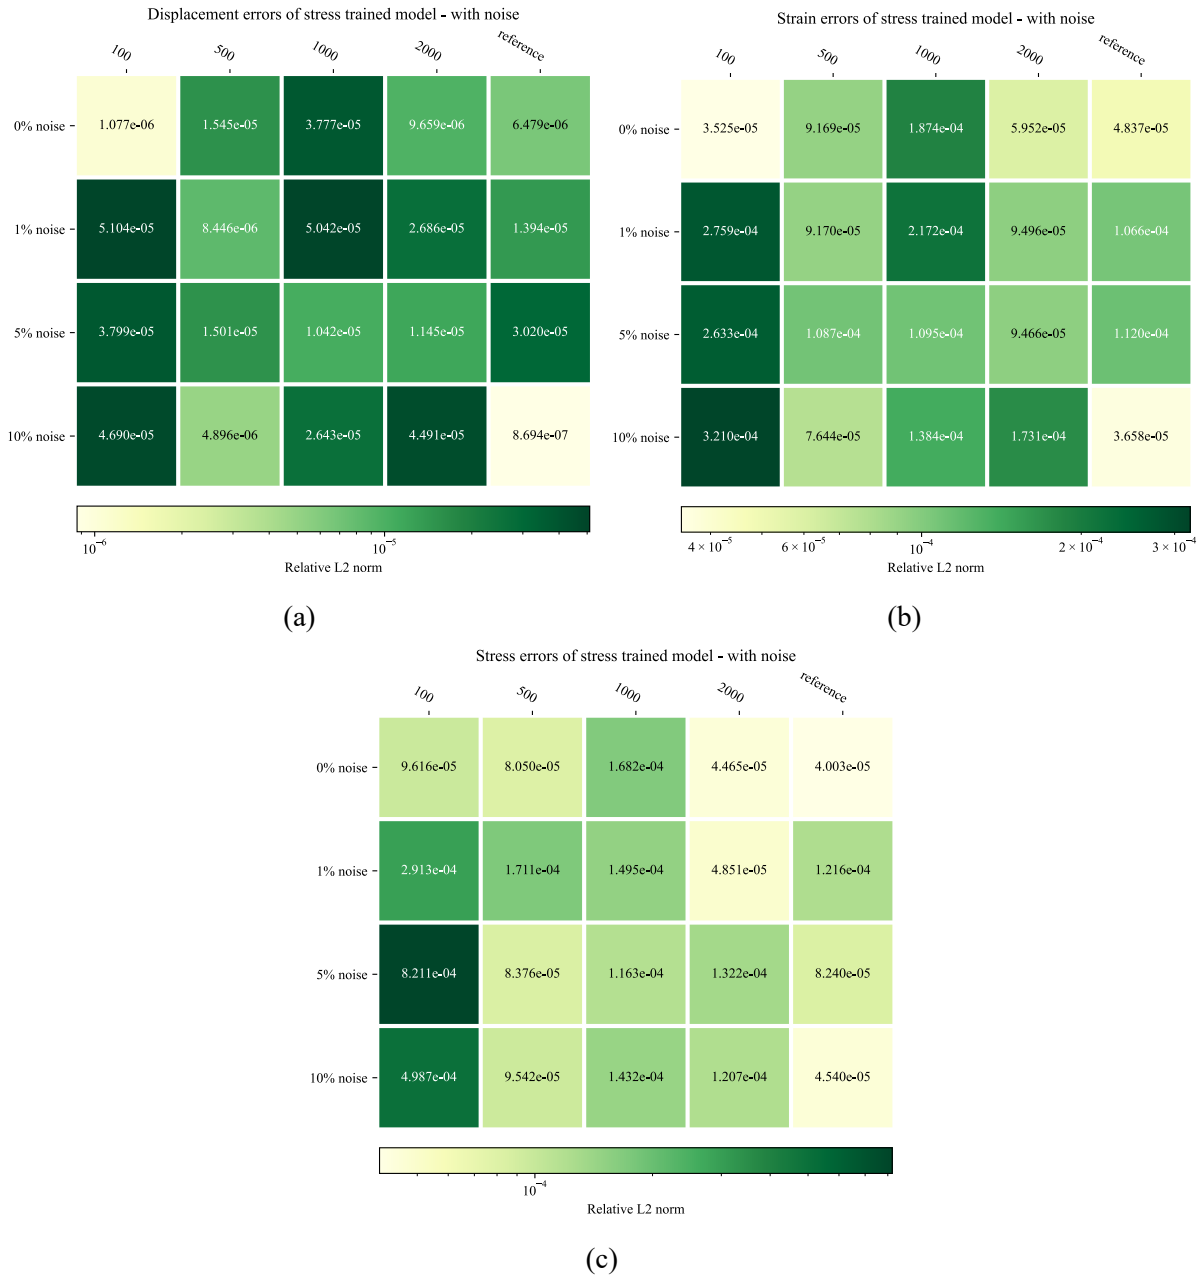 Displacement errors of stress trained model - with noise
100 500 1000 2000 reference
0% noise 1.077e-06 1.545e-05 3.777e-05 9.659e-06 6.479e-06
1% noise 5.104e-05 8.446e-06 5.042e-05 2.686e-05 1.394e-05
5% noise 3.799e-05 1.501e-05 1.042e-05 1.145e-05 3.020e-05
10% noise 4.690e-05 4.896e-06 2.643e-05 4.491e-05 8.694e-07
10⁻⁶ 10⁻⁵
Relative L2 norm
(a)
Strain errors of stress trained model - with noise
100 500 1000 2000 reference
0% noise 3.525e-05 9.169e-05 1.874e-04 5.952e-05 4.837e-05
1% noise 2.759e-04 9.170e-05 2.172e-04 9.496e-05 1.066e-04
5% noise 2.633e-04 1.087e-04 1.095e-04 9.466e-05 1.120e-04
10% noise 3.210e-04 7.644e-05 1.384e-04 1.731e-04 3.658e-05
4 × 10⁻⁵ 6 × 10⁻⁵ 10⁻⁴ 2 × 10⁻⁴ 3 × 10⁻⁴
Relative L2 norm
(b)
Stress errors of stress trained model - with noise
100 500 1000 2000 reference
0% noise 9.616e-05 8.050e-05 1.682e-04 4.465e-05 4.003e-05
1% noise 2.913e-04 1.711e-04 1.495e-04 4.851e-05 1.216e-04
5% noise 8.211e-04 8.376e-05 1.163e-04 1.322e-04 8.240e-05
10% noise 4.987e-04 9.542e-05 1.432e-04 1.207e-04 4.540e-05
10⁻⁴
Relative L2 norm
(c)